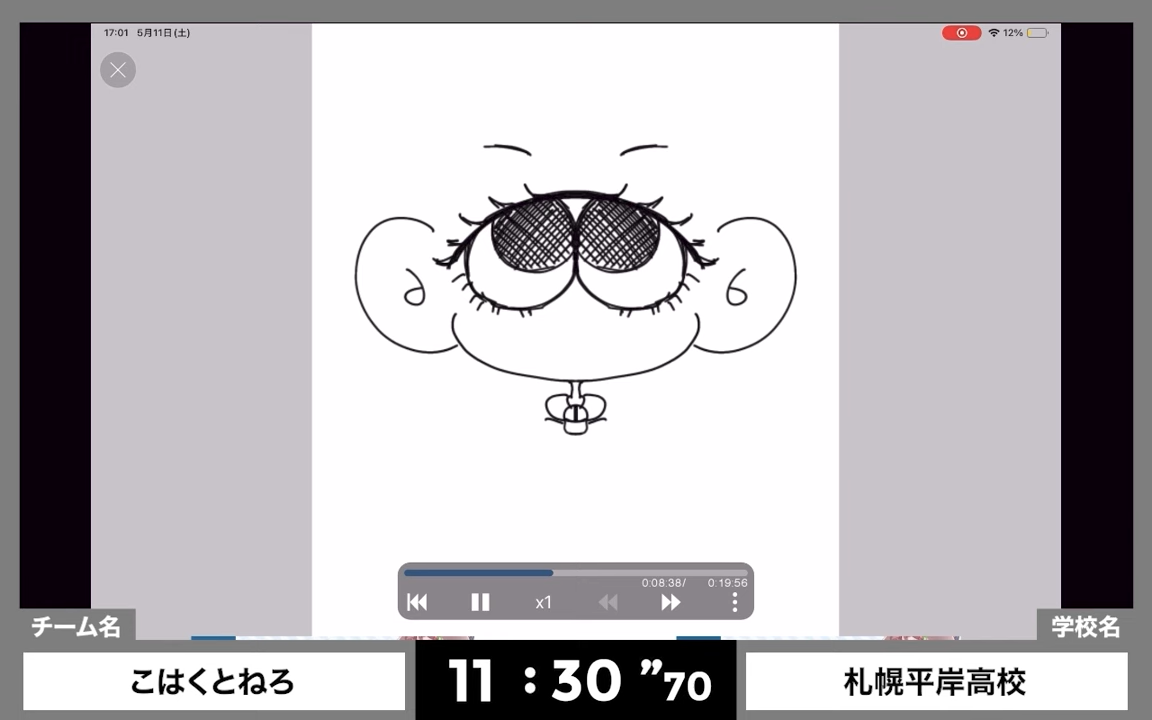 17:01 5月11日(土)
12%
0:08:38/ 0:19:56
x1
チーム名
学校名
こはくとねろ
11:30"70
札幌平岸高校